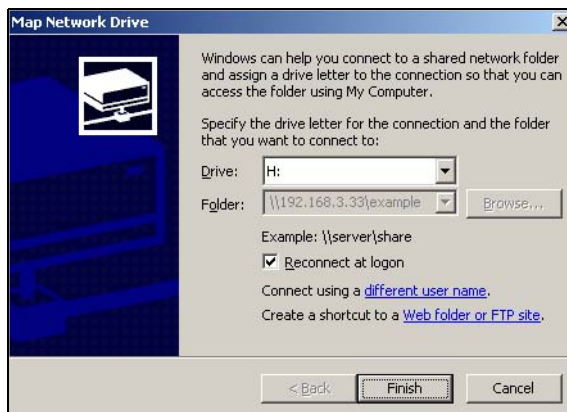 Map Network Drive
Windows can help you connect to a shared network folder
and assign a drive letter to the connection so that you can
access the folder using My Computer.
Specify the drive letter for the connection and the folder
that you want to connect to:
Drive: H:
Folder: \\192.168.3.33\example Browse...
Example: \\server\share
Reconnect at logon
Connect using a different user name.
Create a shortcut to a Web folder or FTP site.
< Back Finish Cancel